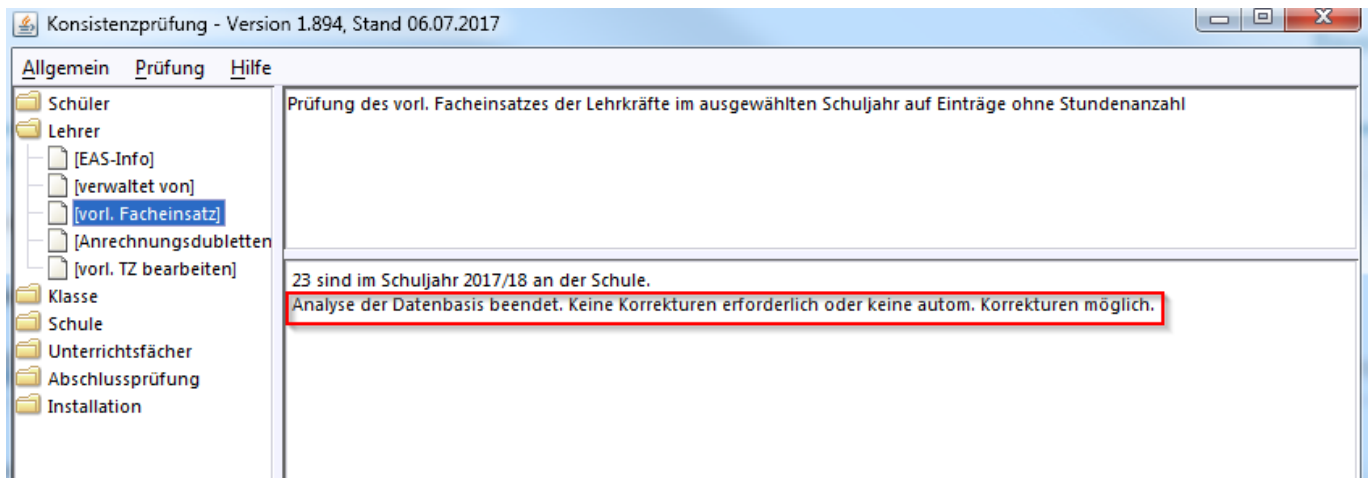 Konsistenzprüfung - Version 1.894, Stand 06.07.2017
Allgemein Prüfung Hilfe
Schüler
Lehrer
[EAS-Info]
[verwaltet von]
[vorl. Facheinsatz]
[Anrechnungsdubletten
[vorl. TZ bearbeiten]
Klasse
Schule
Unterrichtsfächer
Abschlussprüfung
Installation
Prüfung des vorl. Facheinsatzes der Lehrkräfte im ausgewählten Schuljahr auf Einträge ohne Stundenanzahl
23 sind im Schuljahr 2017/18 an der Schule.
Analyse der Datenbasis beendet. Keine Korrekturen erforderlich oder keine autom. Korrekturen möglich.